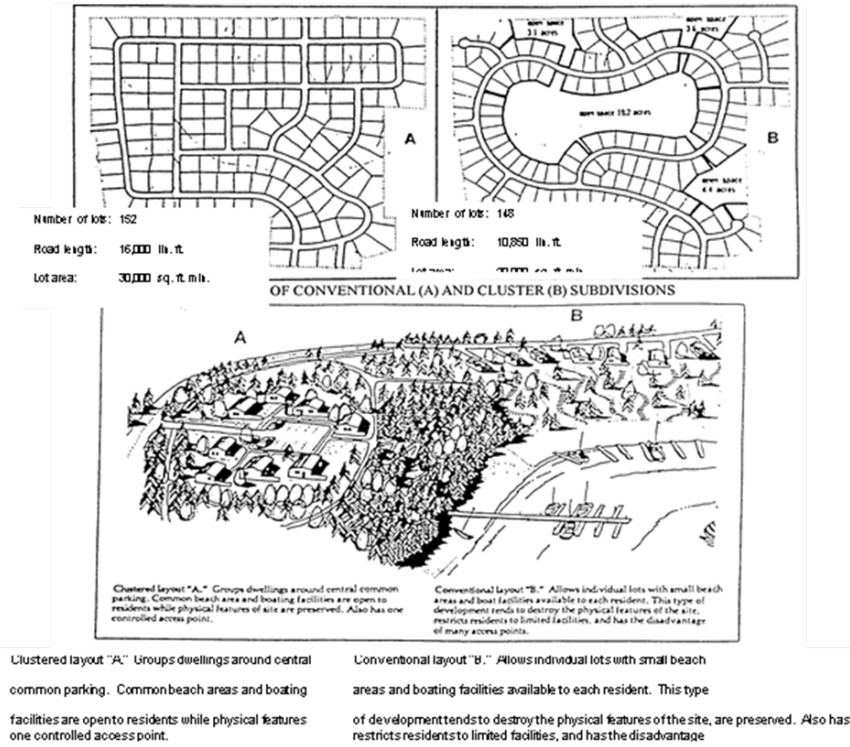 open space
3.1 acres
open space
3.6 acres
open space 15.2 acres
A
B
open space
4.4 acres
Number of lots: 152
Road length: 16,000 lin. ft.
Lot area: 30,000 sq. ft. min.
Number of lots: 148
Road length: 10,850 lin. ft.
OF CONVENTIONAL (A) AND CLUSTER (B) SUBDIVISIONS
A
B
Clustered layout "A." Groups dwellings around central common
parking. Common beach area and boating facilities are open to
residents while physical features of site are preserved. Also has one
controlled access point.
Conventional layout "B." Allows individual lots with small beach
areas and boat facilities available to each resident. This type of
development tends to destroy the physical features of the site,
restricts residents to limited facilities, and has the disadvantage
of many access points.
Clustered layout "A." Groups dwellings around central
common parking. Common beach areas and boating
facilities are open to residents while physical features
one controlled access point.
Conventional layout "B." Allows individual lots with small beach
areas and boating facilities available to each resident. This type
of development tends to destroy the physical features of the site, are preserved. Also has
restricts residents to limited facilities, and has the disadvantage